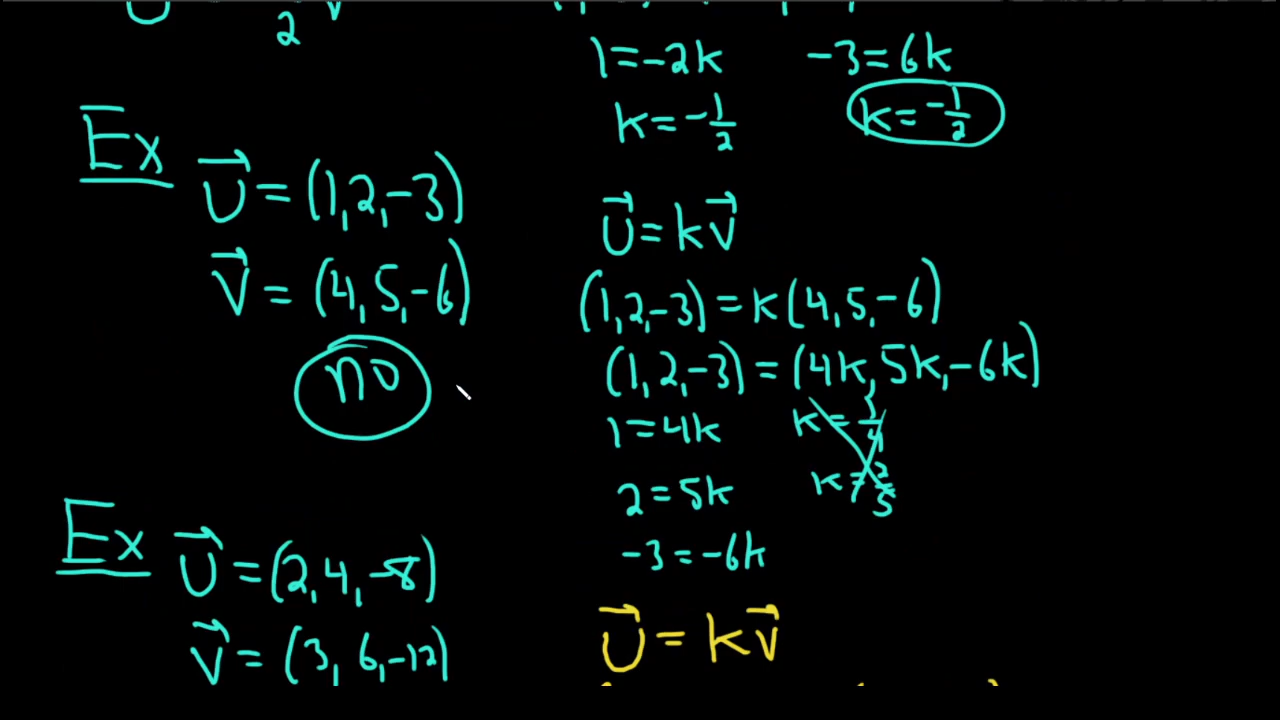 2
1=-2k -3=6k
k=-1/2 k=-1/2
Ex U=(1,2,-3)
V=(4,5,-6)
no
U=kV
(1,2,-3)=k(4,5,-6)
(1,2,-3)=(4k,5k,-6k)
1=4k k=1/4
2=5k k=2/5
-3=-6k
Ex U=(2,4,-8)
V=(3,6,-12)
U=kV